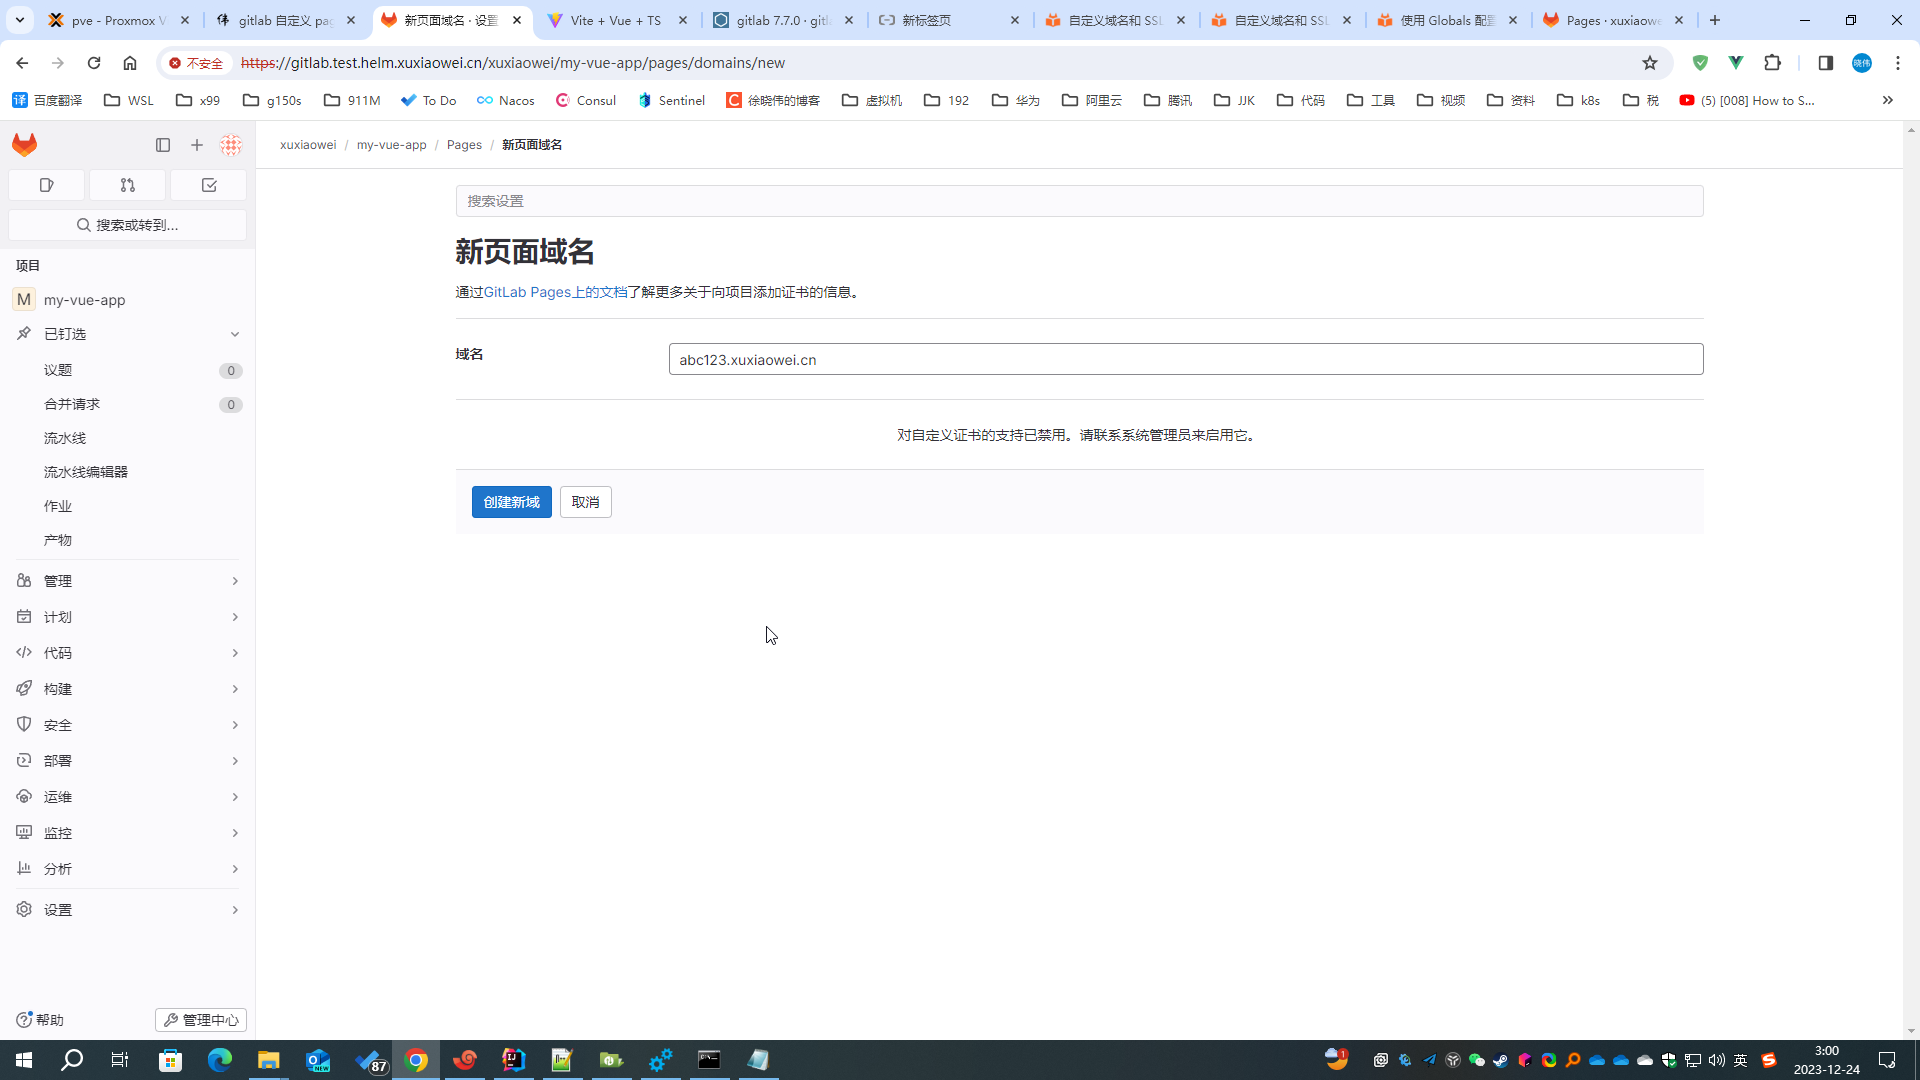 pve - Proxmox V
gitlab 自定义 pag
新页面域名 · 设置
Vite + Vue + TS
gitlab 7.7.0 · gitla
新标签页
自定义域名和 SSL
自定义域名和 SSL
使用 Globals 配置
Pages · xuxiaowe
不安全
https://gitlab.test.helm.xuxiaowei.cn/xuxiaowei/my-vue-app/pages/domains/new
晓伟
译 百度翻译
WSL
x99
g150s
911M
To Do
Nacos
Consul
Sentinel
C 徐晓伟的博客
虚拟机
192
华为
阿里云
腾讯
JJK
代码
工具
视频
资料
k8s
税
(5) [008] How to S...
xuxiaowei / my-vue-app / Pages / 新页面域名
搜索或转到...
项目
M my-vue-app
已钉选
议题 0
合并请求 0
流水线
流水线编辑器
作业
产物
管理
计划
代码
构建
安全
部署
运维
监控
分析
设置
帮助
管理中心
搜索设置
新页面域名
通过GitLab Pages上的文档了解更多关于向项目添加证书的信息。
域名
abc123.xuxiaowei.cn
对自定义证书的支持已禁用。请联系系统管理员来启用它。
创建新域
取消
NEW
87
1
英
3:00
2023-12-24